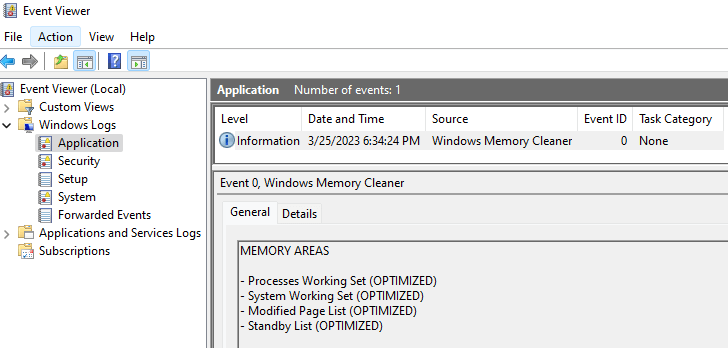 Event Viewer
File Action View Help
Event Viewer (Local)
Custom Views
Windows Logs
Application
Security
Setup
System
Forwarded Events
Applications and Services Logs
Subscriptions
Application Number of events: 1
Level Date and Time Source Event ID Task Category
Information 3/25/2023 6:34:24 PM Windows Memory Cleaner 0 None
Event 0, Windows Memory Cleaner
General Details
MEMORY AREAS
- Processes Working Set (OPTIMIZED)
- System Working Set (OPTIMIZED)
- Modified Page List (OPTIMIZED)
- Standby List (OPTIMIZED)